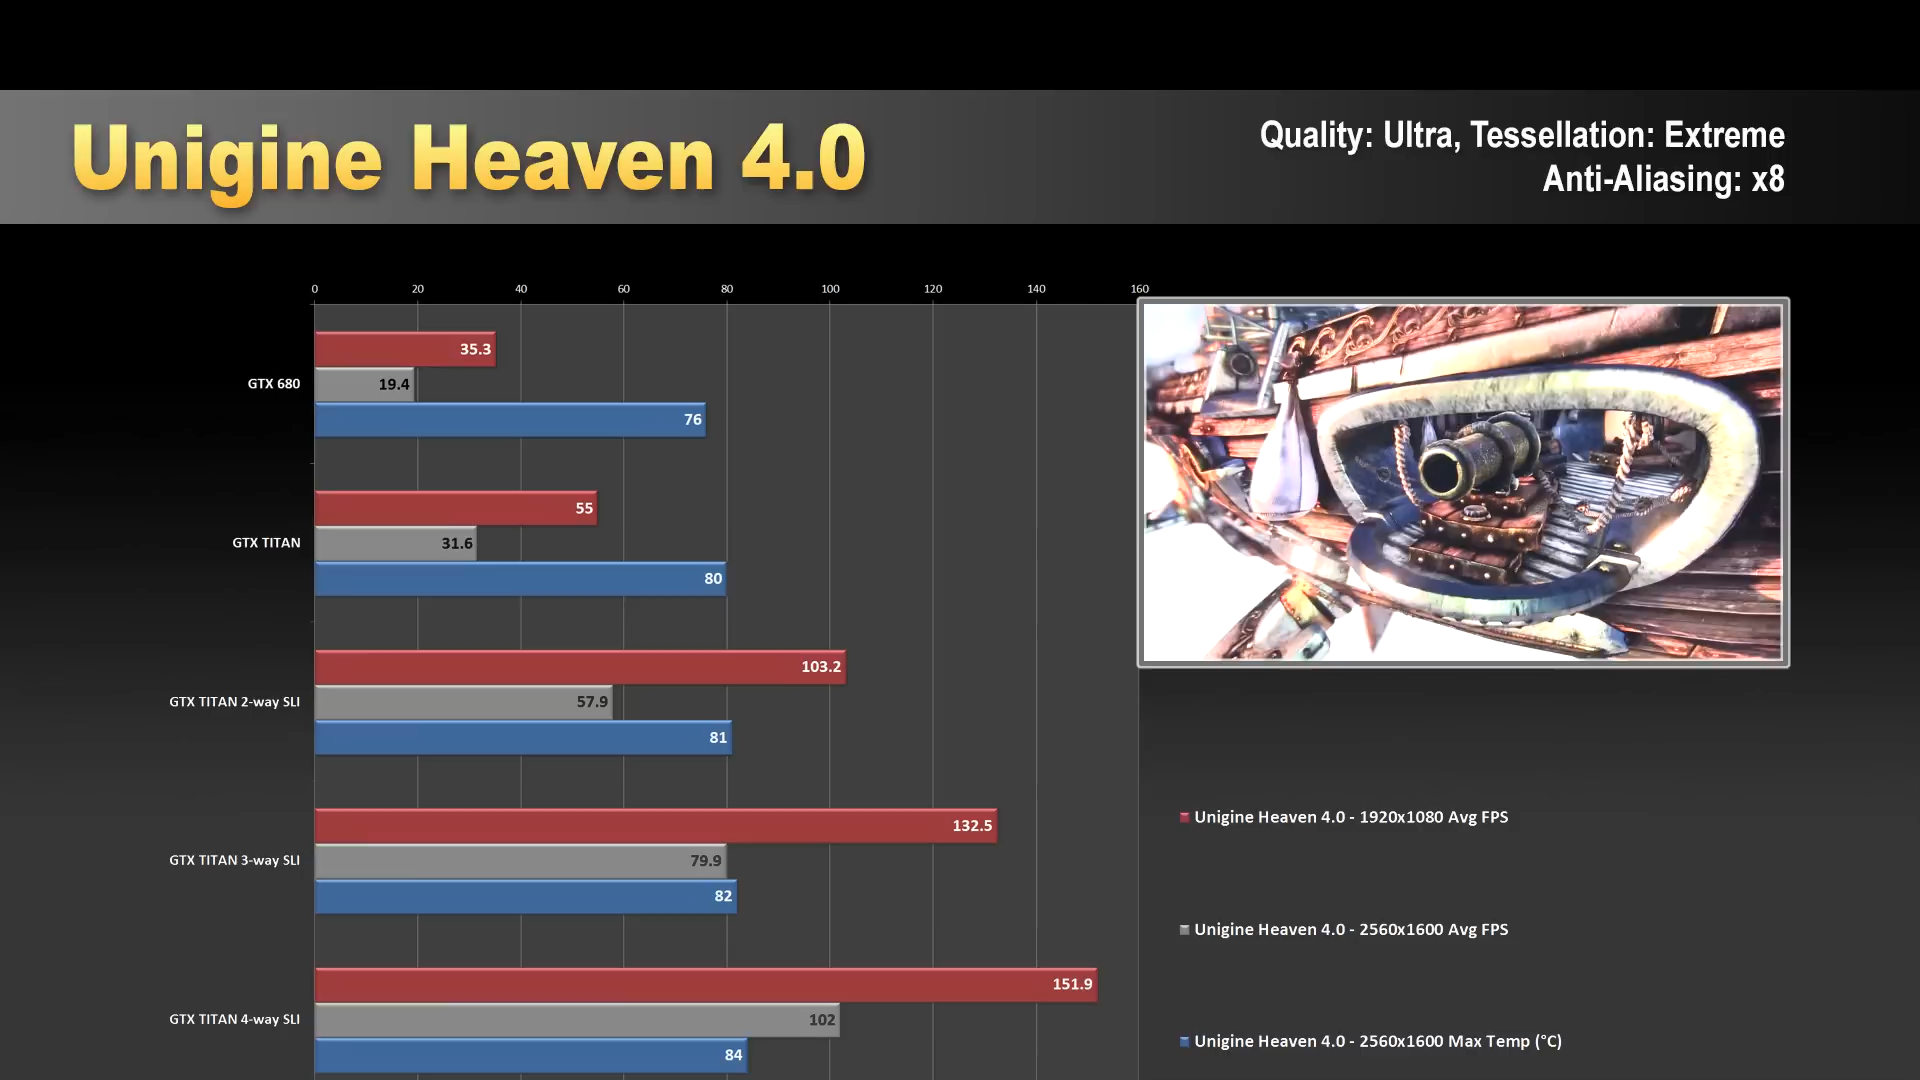 Unigine Heaven 4.0
Quality: Ultra, Tessellation: Extreme
Anti-Aliasing: x8
0 20 40 60 80 100 120 140 160
35.3
GTX 680 19.4
76
55
GTX TITAN 31.6
80
103.2
GTX TITAN 2-way SLI 57.9
81
132.5
GTX TITAN 3-way SLI 79.9
82
151.9
GTX TITAN 4-way SLI 102
84
Unigine Heaven 4.0 - 1920x1080 Avg FPS
Unigine Heaven 4.0 - 2560x1600 Avg FPS
Unigine Heaven 4.0 - 2560x1600 Max Temp (°C)